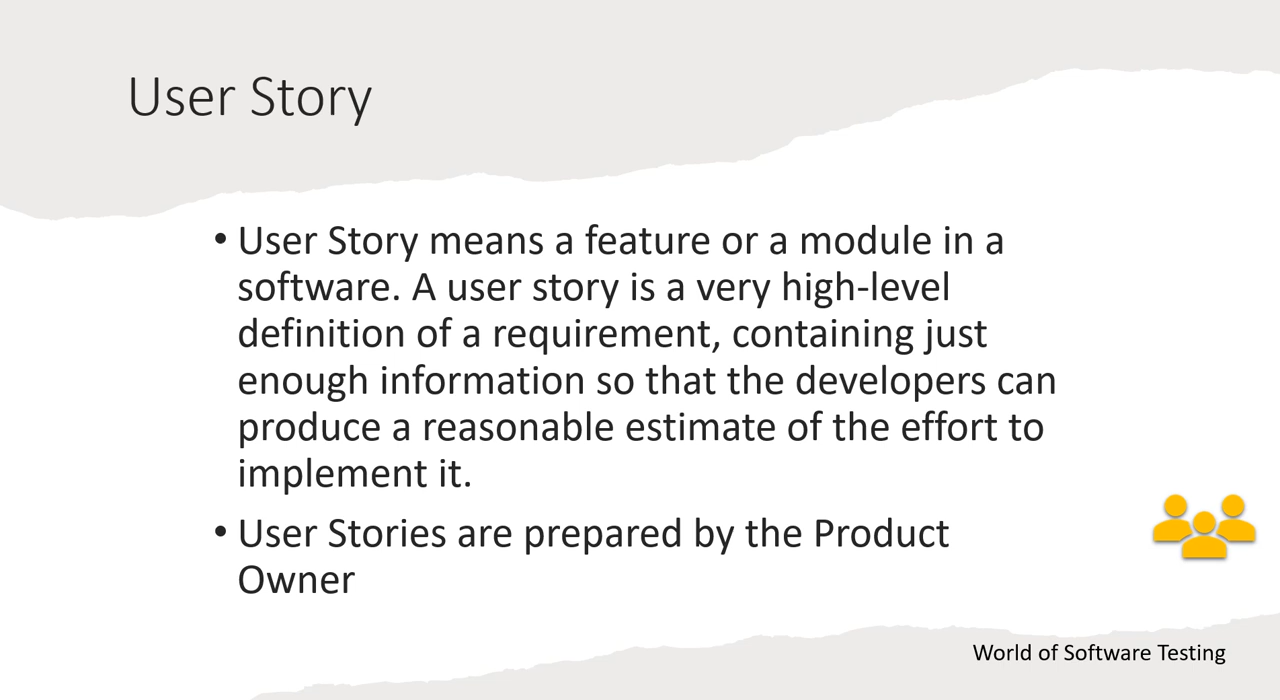 User Story
• User Story means a feature or a module in a
software. A user story is a very high-level
definition of a requirement, containing just
enough information so that the developers can
produce a reasonable estimate of the effort to
implement it.
• User Stories are prepared by the Product
Owner
World of Software Testing